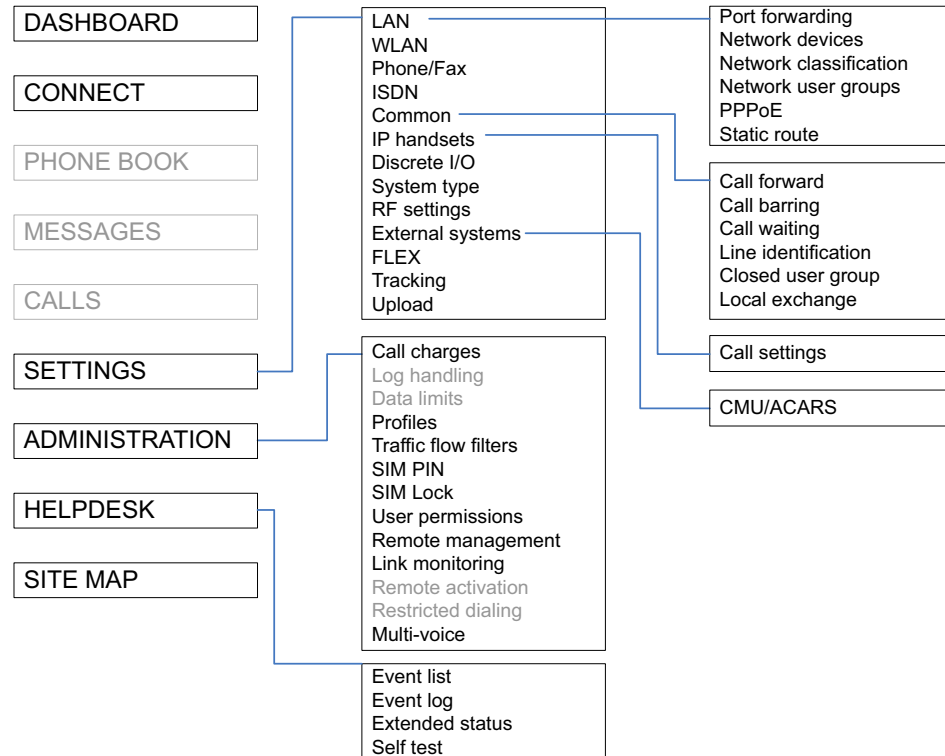 DASHBOARD
CONNECT
PHONE BOOK
MESSAGES
CALLS
SETTINGS
ADMINISTRATION
HELPDESK
SITE MAP
LAN
WLAN
Phone/Fax
ISDN
Common
IP handsets
Discrete I/O
System type
RF settings
External systems
FLEX
Tracking
Upload
Call charges
Log handling
Data limits
Profiles
Traffic flow filters
SIM PIN
SIM Lock
User permissions
Remote management
Link monitoring
Remote activation
Restricted dialing
Multi-voice
Event list
Event log
Extended status
Self test
Port forwarding
Network devices
Network classification
Network user groups
PPPoE
Static route
Call forward
Call barring
Call waiting
Line identification
Closed user group
Local exchange
Call settings
CMU/ACARS